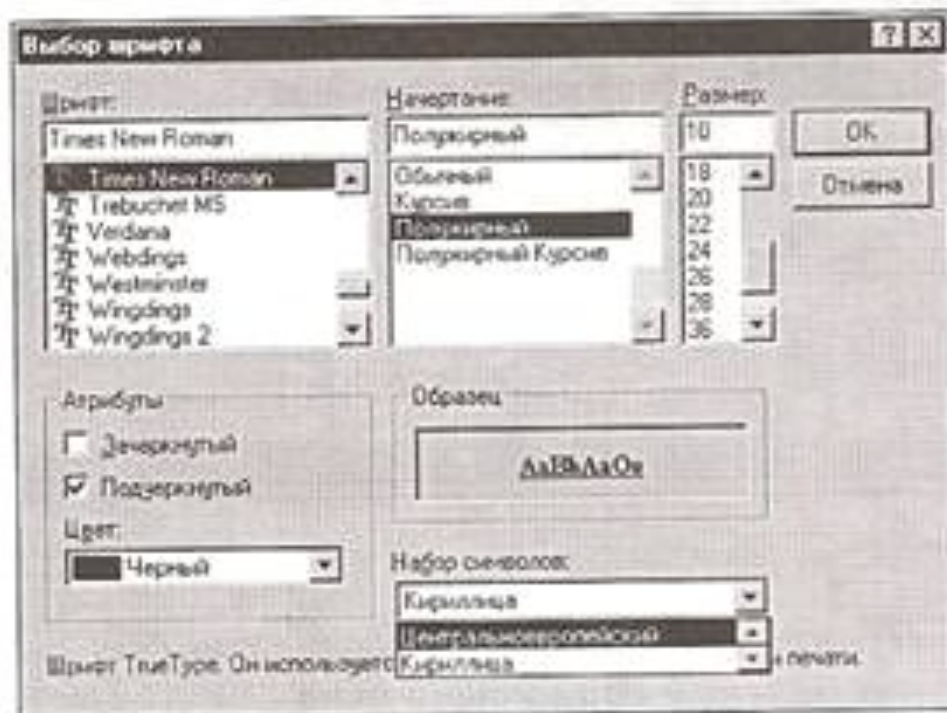 Выбор шрифта
Шрифт:
Times New Roman
Times New Roman
Trebuchet MS
Verdana
Webdings
Westminster
Wingdings
Wingdings 2
Начертание:
Полужирный
Обычный
Курсив
Полужирный
Полужирный Курсив
Размер:
10
18
20
22
24
26
28
36
OK
Отмена
Атрибуты
Зачеркнутый
Подчеркнутый
Цвет:
Черный
Образец
Набор символов:
Кириллица
Центральноевропейский
Кириллица
Шрифт TrueType. Он используетс и печати.